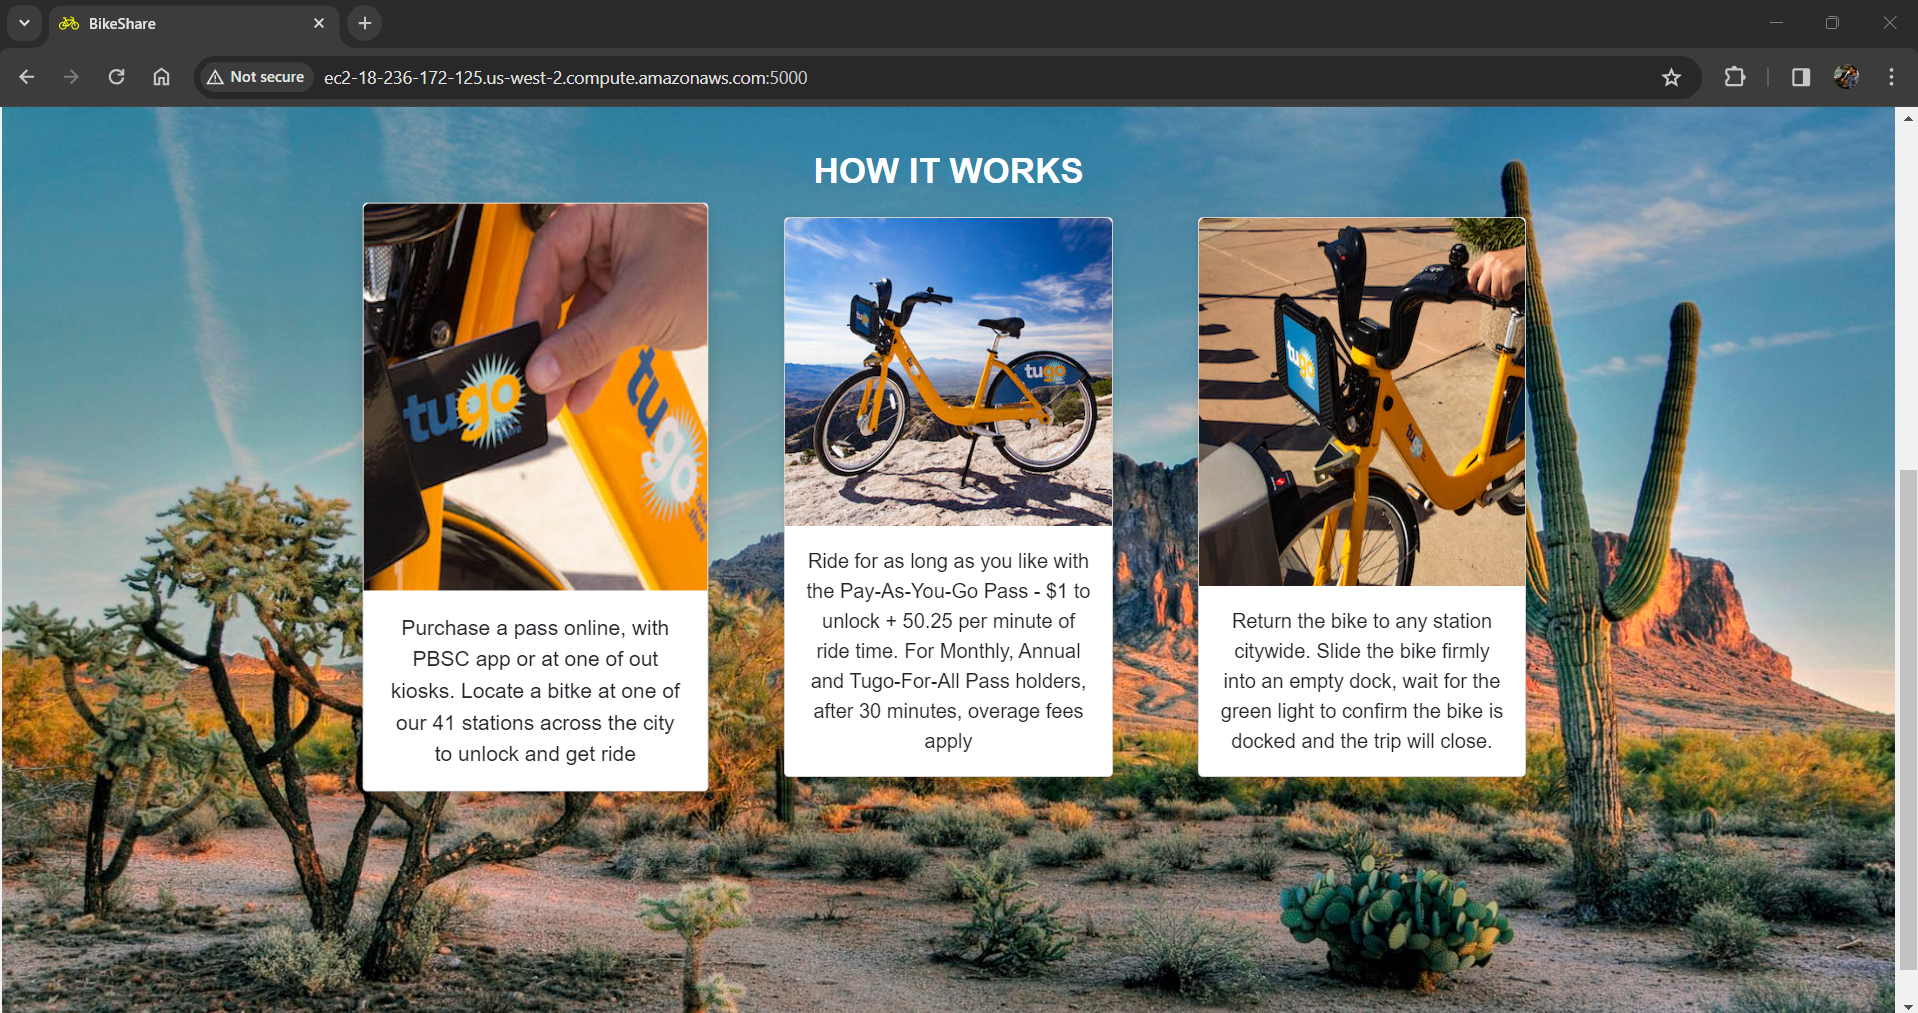 BikeShare
Not secure
ec2-18-236-172-125.us-west-2.compute.amazonaws.com:5000
HOW IT WORKS
tugo
tugo
Purchase a pass online, with
PBSC app or at one of out
kiosks. Locate a bitke at one of
our 41 stations across the city
to unlock and get ride
tugo
Ride for as long as you like with
the Pay-As-You-Go Pass - $1 to
unlock + 50.25 per minute of
ride time. For Monthly, Annual
and Tugo-For-All Pass holders,
after 30 minutes, overage fees
apply
tugo
tugo
Return the bike to any station
citywide. Slide the bike firmly
into an empty dock, wait for the
green light to confirm the bike is
docked and the trip will close.